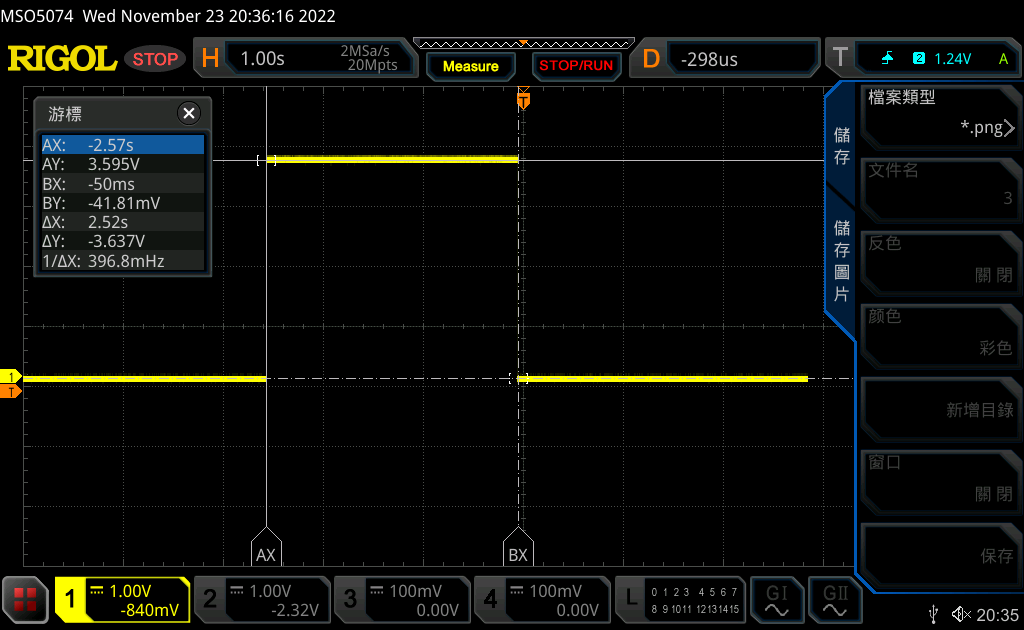 MSO5074 Wed November 23 20:36:16 2022
RIGOL STOP H 1.00s 2MSa/s 20Mpts Measure STOP/RUN D -298us T 2 1.24V A
游標
AX: -2.57s
AY: 3.595V
BX: -50ms
BY: -41.81mV
ΔX: 2.52s
ΔY: -3.637V
1/ΔX: 396.8mHz
T
1
T
AX
BX
儲存
儲存圖片
檔案類型
*.png
文件名
3
反色
關 閉
顏色
彩色
新增目錄
窗口
關 閉
保存
1 1.00V -840mV
2 1.00V -2.32V
3 100mV 0.00V
4 100mV 0.00V
L 0 1 2 3 4 5 6 7
8 9 10 11 12 13 14 15
GI
GII
20:35